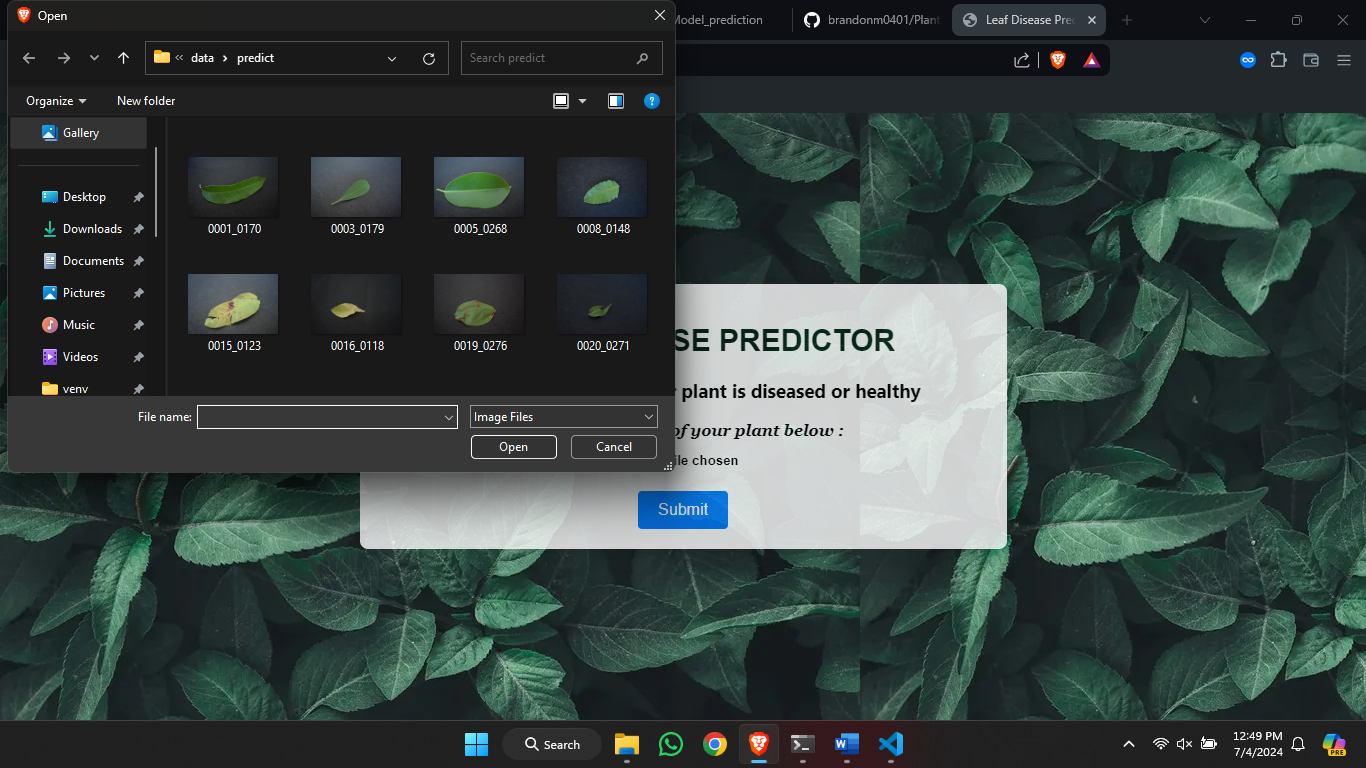 Open
Model_prediction
brandonm0401/Plant
Leaf Disease Pre
data
predict
Search predict
Organize
New folder
Gallery
Desktop
Downloads
Documents
Pictures
Music
Videos
venv
0001_0170
0003_0179
0005_0268
0008_0148
0015_0123
0016_0118
0019_0276
0020_0271
File name:
Image Files
Open
Cancel
SE PREDICTOR
plant is diseased or healthy
of your plant below :
ile chosen
Submit
Search
12:49 PM
7/4/2024
PRE